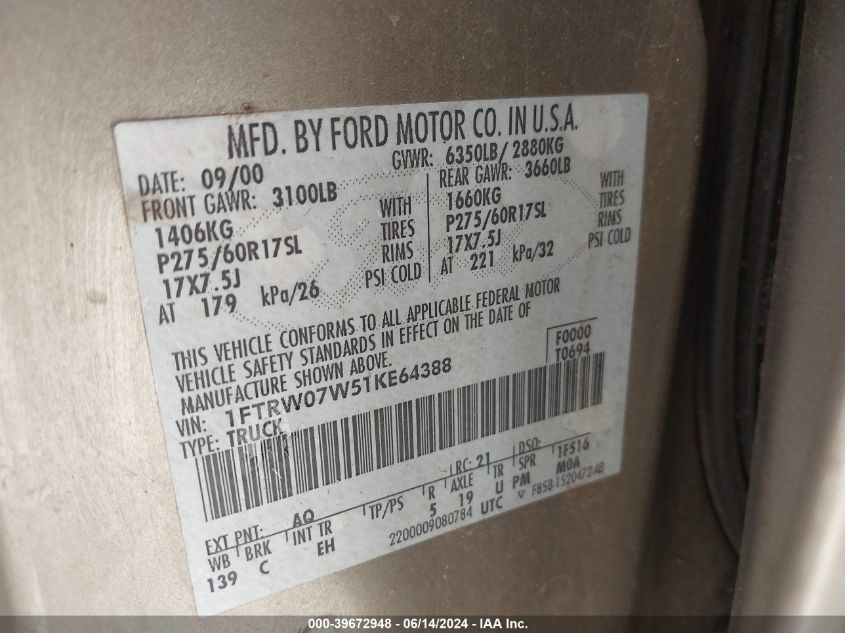 MFD. BY FORD MOTOR CO. IN U.S.A.
DATE: 09/00 GVWR: 6350LB/ 2880KG
FRONT GAWR: 3100LB REAR GAWR: 3660LB
1406KG WITH 1660KG WITH
P275/60R17SL TIRES P275/60R17SL TIRES
17X7.5J RIMS 17X7.5J RIMS
AT 179 kPa/26 PSI COLD AT 221 kPa/32 PSI COLD
THIS VEHICLE CONFORMS TO ALL APPLICABLE FEDERAL MOTOR
VEHICLE SAFETY STANDARDS IN EFFECT ON THE DATE OF
MANUFACTURE SHOWN ABOVE.
F0000
T0694
VIN: 1FTRW07W51KE64388
TYPE: TRUCK
EXT PNT: AQ RC: 21 DSO:
WB BRK INT TR TP/PS R AXLE TR SPR 1F516
139 C EH 5 19 U PM MOA
2200009080784 UTC F85B-1520472-AB
000-39672948 - 06/14/2024 - IAA Inc.